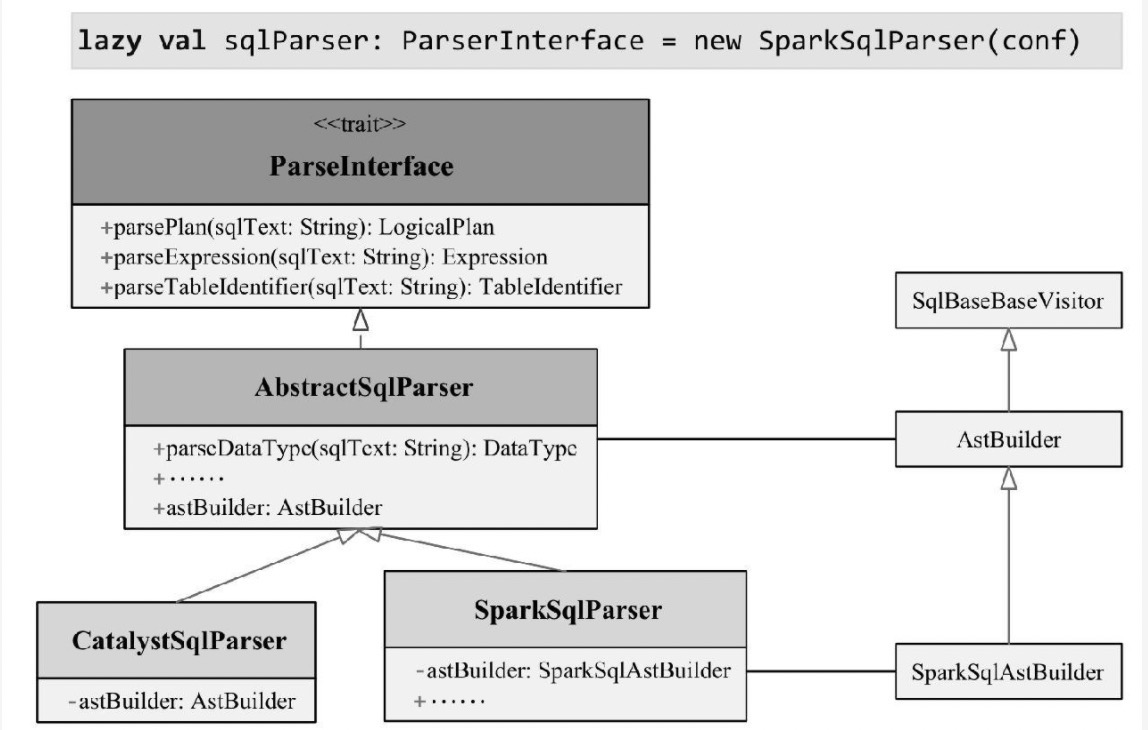 lazy val sqlParser: ParserInterface = new SparkSqlParser(conf)
<<trait>>
ParseInterface
+parsePlan(sqlText: String): LogicalPlan
+parseExpression(sqlText: String): Expression
+parseTableIdentifier(sqlText: String): TableIdentifier
SqlBaseBaseVisitor
AbstractSqlParser
+parseDataType(sqlText: String): DataType
+······
+astBuilder: AstBuilder
AstBuilder
CatalystSqlParser
-astBuilder: AstBuilder
SparkSqlParser
-astBuilder: SparkSqlAstBuilder
+······
SparkSqlAstBuilder